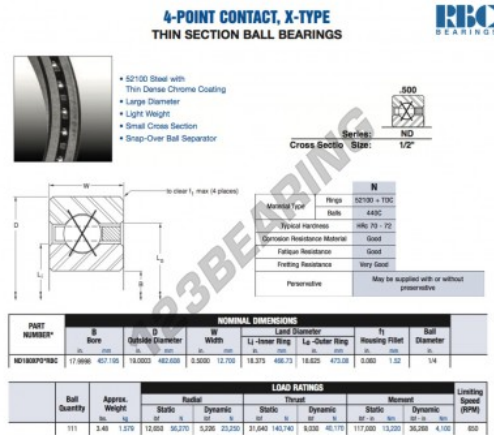 4-POINT CONTACT, X-TYPE
THIN SECTION BALL BEARINGS
RBC
BEARINGS
• 52100 Steel with
Thin Dense Chrome Coating
• Large Diameter
• Light Weight
• Small Cross Section
• Snap-Over Ball Separator
.500
Series: ND
Cross Sectio Size: 1/2"
W
to clear f₁ max (4 places)
D
L
L
B
D
N
Material Type Rings 52100 + TDC
Balls 440C
Typical Hardness HRc 70 - 72
Corrosion Resistance Material Good
Fatigue Resistance Good
Fretting Resistance Very Good
Perservative May be supplied with or without preservative
123BEARING
PART NUMBER* NOMINAL DIMENSIONS
B Bore D Outside Diameter W Width Land Diameter f₁ Housing Fillet Ball Diameter
Lᵢ -Inner Ring -Outer Ring
in. mm in. mm in. mm in. mm in. mm in. mm in.
ND180XP0*RBC 17.9998 457.195 19.0003 482.608 0.5000 12.700 18.375 466.73 18.625 473.08 0.060 1.52 1/4
LOAD RATINGS
Ball Quantity Approx. Weight Radial Thrust Moment Limiting Speed (RPM)
Static Dynamic Static Dynamic Static Dynamic
lbs. kg lbf N lbf N lbf N lbf N lbf - in Nm lbf - in Nm
111 3.48 1.579 12,653 56,270 5,226 23,250 31,640 140,740 9,030 40,170 117,000 13,220 36,268 4,100 650